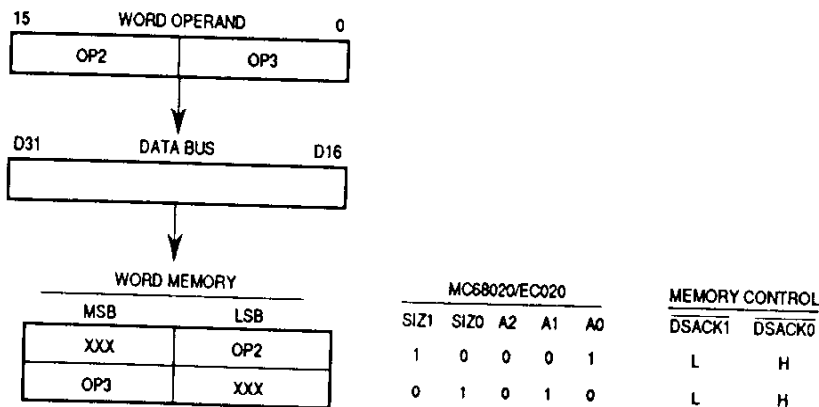 15 WORD OPERAND 0
OP2 OP3
D31 DATA BUS D16
WORD MEMORY
MSB LSB
XXX OP2
OP3 XXX
MC68020/EC020
SIZ1 SIZ0 A2 A1 A0
1 0 0 0 1
0 1 0 1 0
MEMORY CONTROL
DSACK1 DSACK0
L H
L H